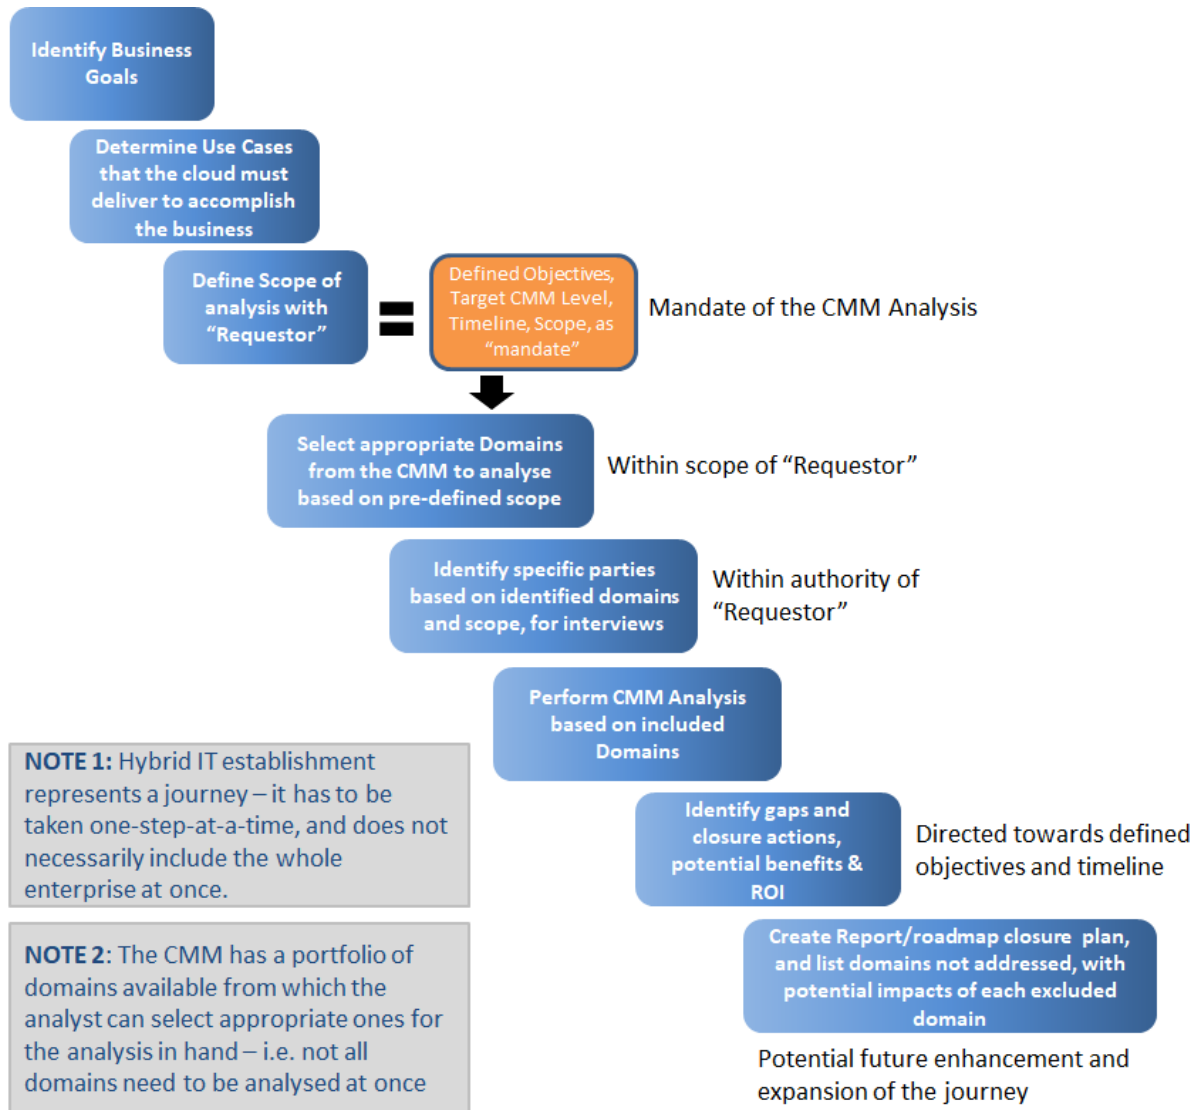 Identify Business
Goals
Determine Use Cases
that the cloud must
deliver to accomplish
the business
Define Scope of
analysis with
“Requestor”
Defined Objectives,
Target CMM Level,
Timeline, Scope, as
“mandate”
Mandate of the CMM Analysis
Select appropriate Domains
from the CMM to analyse
based on pre-defined scope
Within scope of “Requestor”
Identify specific parties
based on identified domains
and scope, for interviews
Within authority of
“Requestor”
Perform CMM Analysis
based on included
Domains
NOTE 1: Hybrid IT establishment
represents a journey – it has to be
taken one-step-at-a-time, and does not
necessarily include the whole
enterprise at once.
Identify gaps and
closure actions,
potential benefits &
ROI
Directed towards defined
objectives and timeline
NOTE 2: The CMM has a portfolio of
domains available from which the
analyst can select appropriate ones for
the analysis in hand – i.e. not all
domains need to be analysed at once
Create Report/roadmap closure plan,
and list domains not addressed, with
potential impacts of each excluded
domain
Potential future enhancement and
expansion of the journey